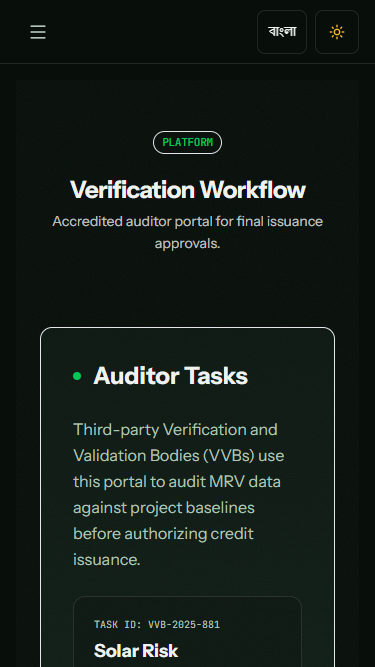 বাংলা
PLATFORM
Verification Workflow
Accredited auditor portal for final issuance
approvals.
Auditor Tasks
Third-party Verification and
Validation Bodies (VVBs) use
this portal to audit MRV data
against project baselines
before authorizing credit
issuance.
TASK ID: VVB-2025-881
Solar Risk